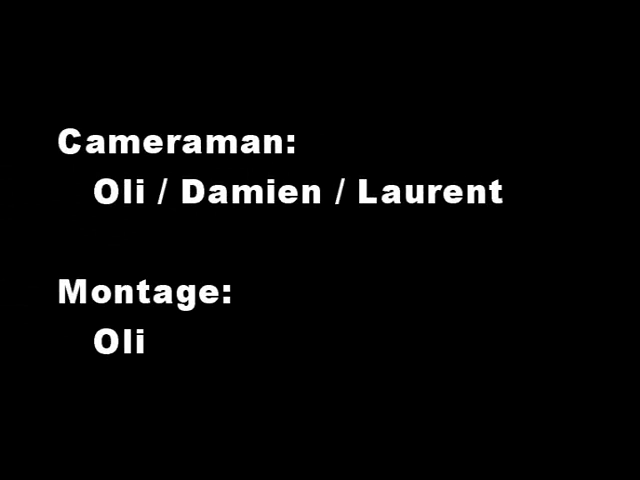 Cameraman:
Oli / Damien / Laurent
Montage:
Oli